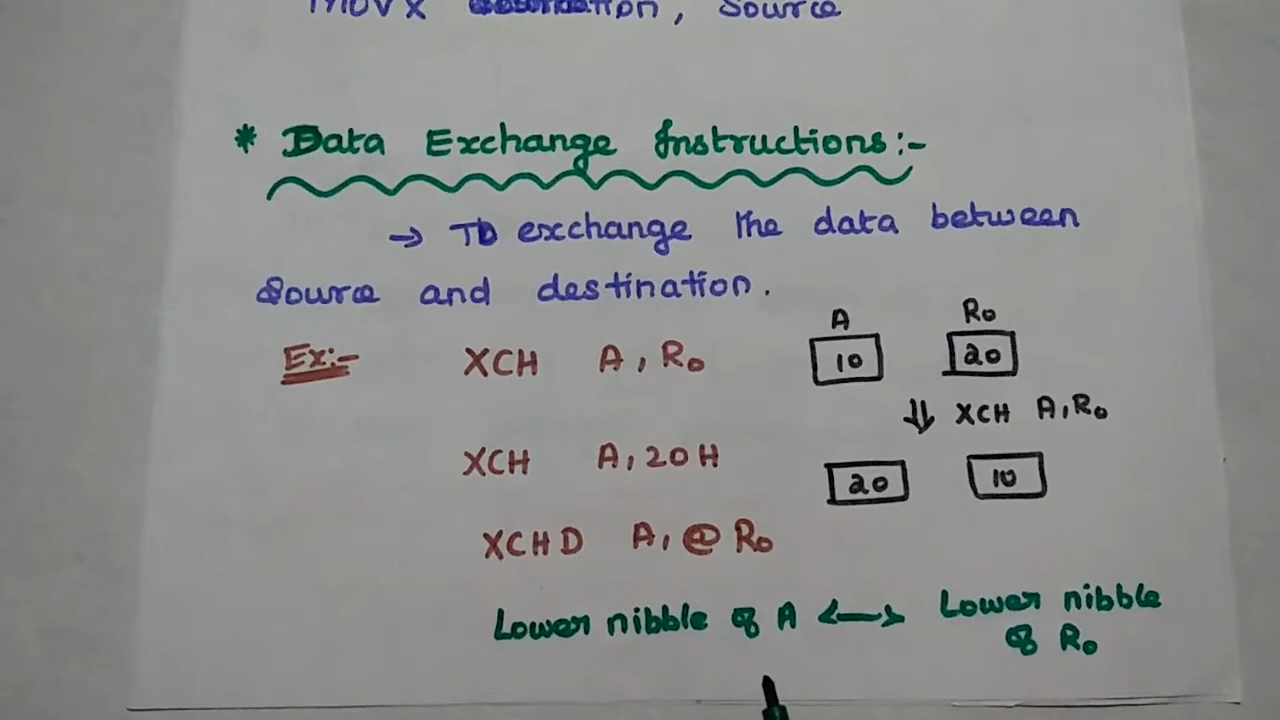 MOVX , Source
* Data Exchange Instructions:-
→ To exchange the data between
Source and destination.
A R0
Ex:- XCH A, R0 10 20
⇓ XCH A, R0
XCH A, 20H 20 10
XCHD A, @ R0
Lower nibble of A <—> Lower nibble
of R0